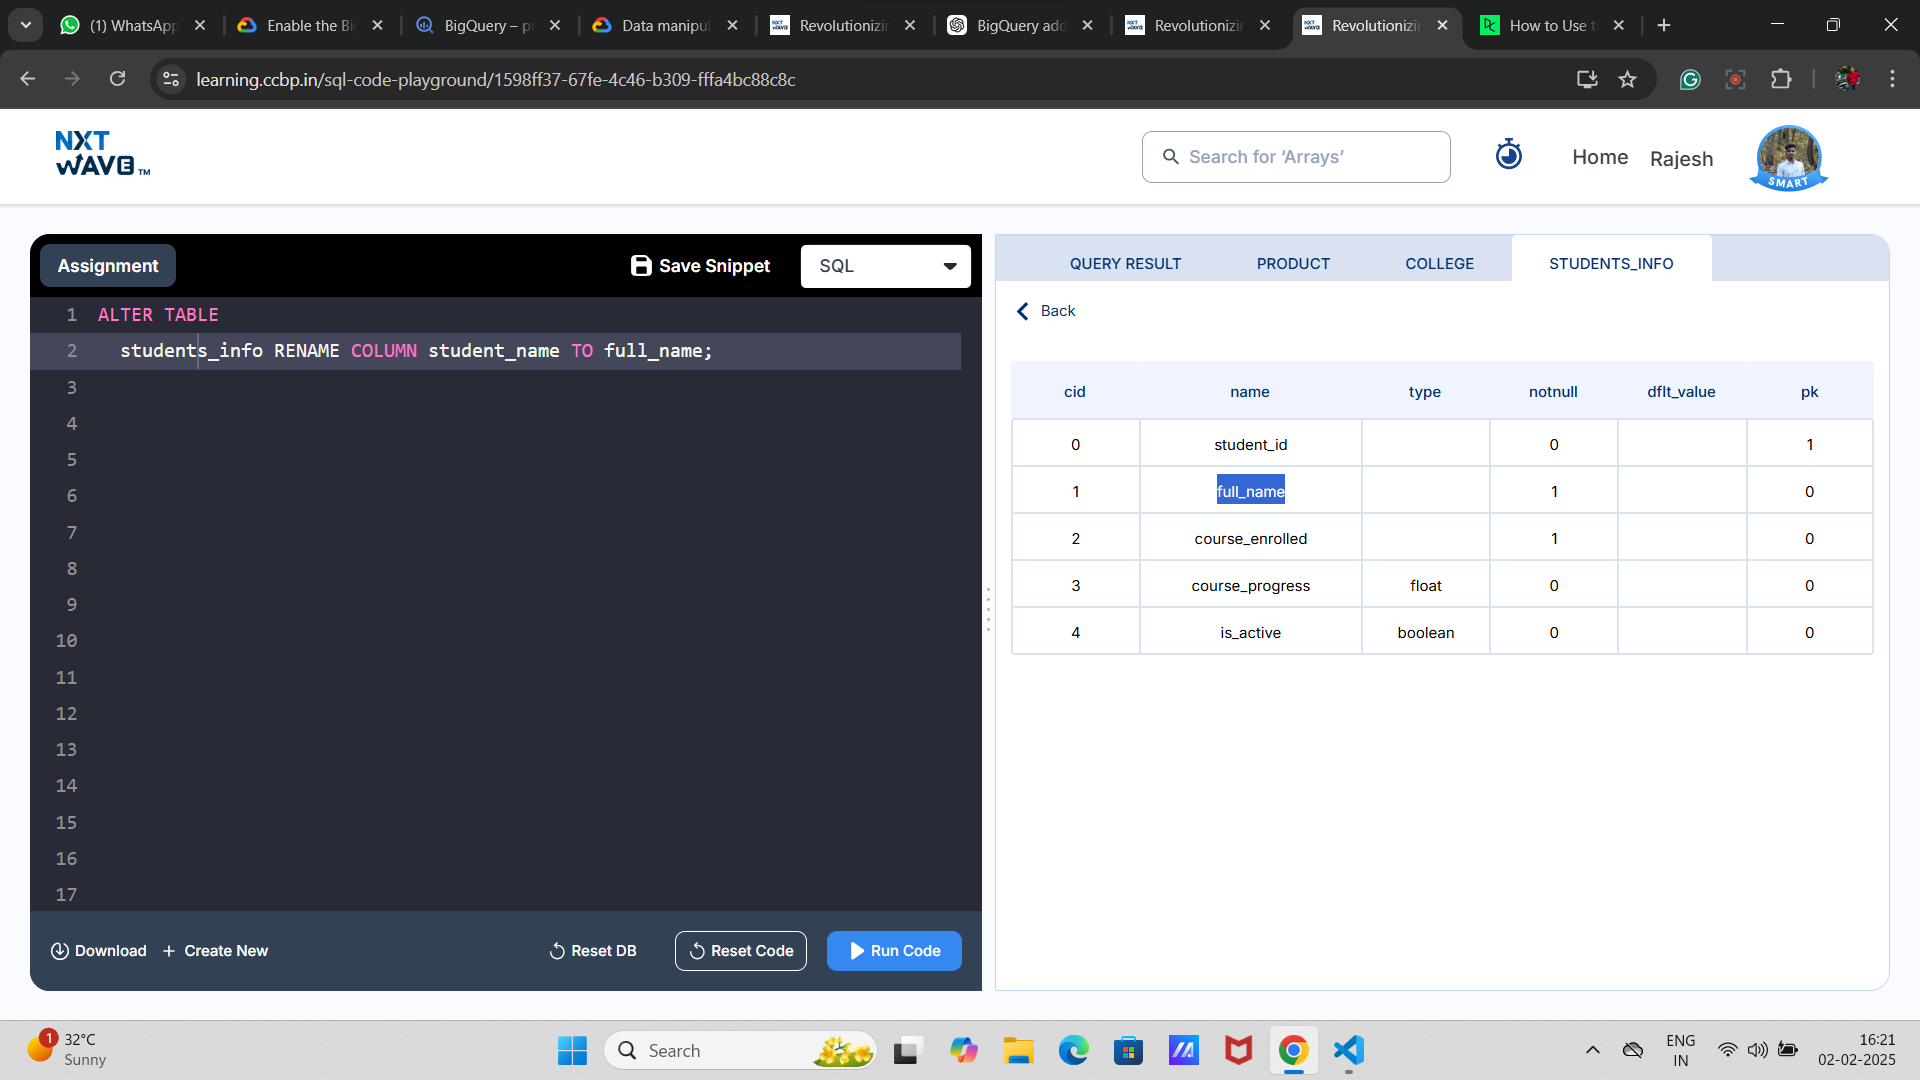 (1) WhatsApp
Enable the Bi
BigQuery – p
Data manipul
Revolutionizin
BigQuery add
Revolutionizin
Revolutionizin
How to Use t
learning.ccbp.in/sql-code-playground/1598ff37-67fe-4c46-b309-fffa4bc88c8c
NXT
WAVE TM
Search for ‘Arrays’
Home
Rajesh
SMART
Assignment
Save Snippet
SQL
1 ALTER TABLE
2 students_info RENAME COLUMN student_name TO full_name;
3
4
5
6
7
8
9
10
11
12
13
14
15
16
17
Download
+ Create New
Reset DB
Reset Code
Run Code
QUERY RESULT
PRODUCT
COLLEGE
STUDENTS_INFO
Back
cid name type notnull dflt_value pk
0 student_id 0 1
1 full_name 1 0
2 course_enrolled 1 0
3 course_progress float 0 0
4 is_active boolean 0 0
1
32°C
Sunny
Search
ENG
IN
16:21
02-02-2025